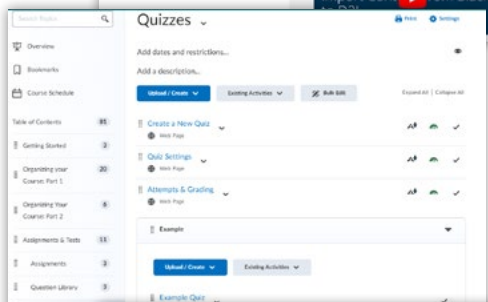 to D2L
Search Topics
Quizzes
Print
Settings
Overview
Bookmarks
Course Schedule
Add dates and restrictions...
Add a description...
Upload / Create
Existing Activities
Bulk Edit
Expand All | Collapse All
Table of Contents 81
Getting Started 2
Organizing your
Course: Part 1
20
Organizing Your
Course: Part 2
6
Assignments & Tests 11
Assignments 3
Question Library 3
Create a New Quiz
Web Page
Quiz Settings
Web Page
Attempts & Grading
Web Page
Example
Upload / Create
Existing Activities
Example Quiz